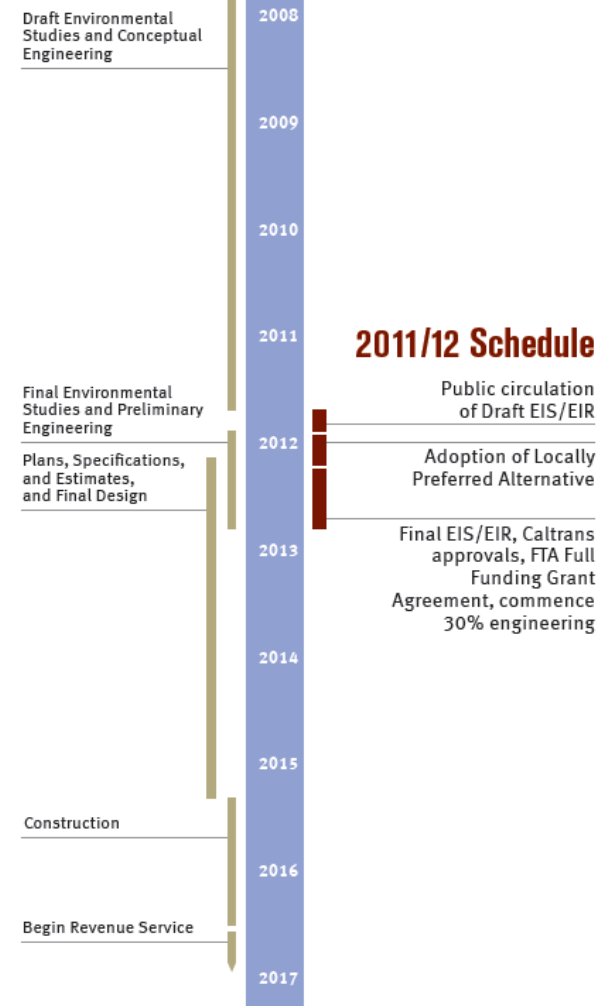 Draft Environmental
Studies and Conceptual
Engineering
2008
2009
2010
2011
2011/12 Schedule
Public circulation
of Draft EIS/EIR
Final Environmental
Studies and Preliminary
Engineering
2012
Adoption of Locally
Preferred Alternative
Plans, Specifications,
and Estimates,
and Final Design
Final EIS/EIR, Caltrans
approvals, FTA Full
Funding Grant
Agreement, commence
30% engineering
2013
2014
2015
Construction
2016
Begin Revenue Service
2017